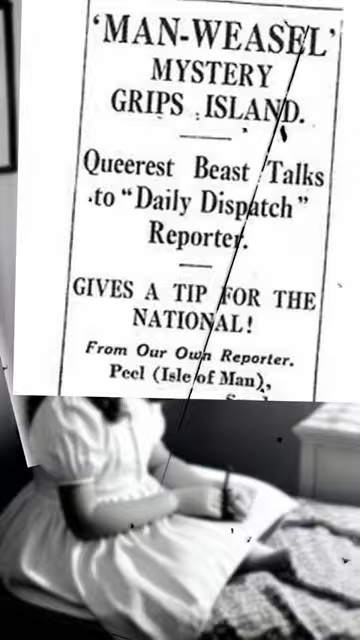 ‘MAN-WEASEL’
MYSTERY
GRIPS ISLAND.
Queerest Beast Talks
to “Daily Dispatch”
Reporter.
GIVES A TIP FOR THE
NATIONAL!
From Our Own Reporter.
Peel (Isle of Man),